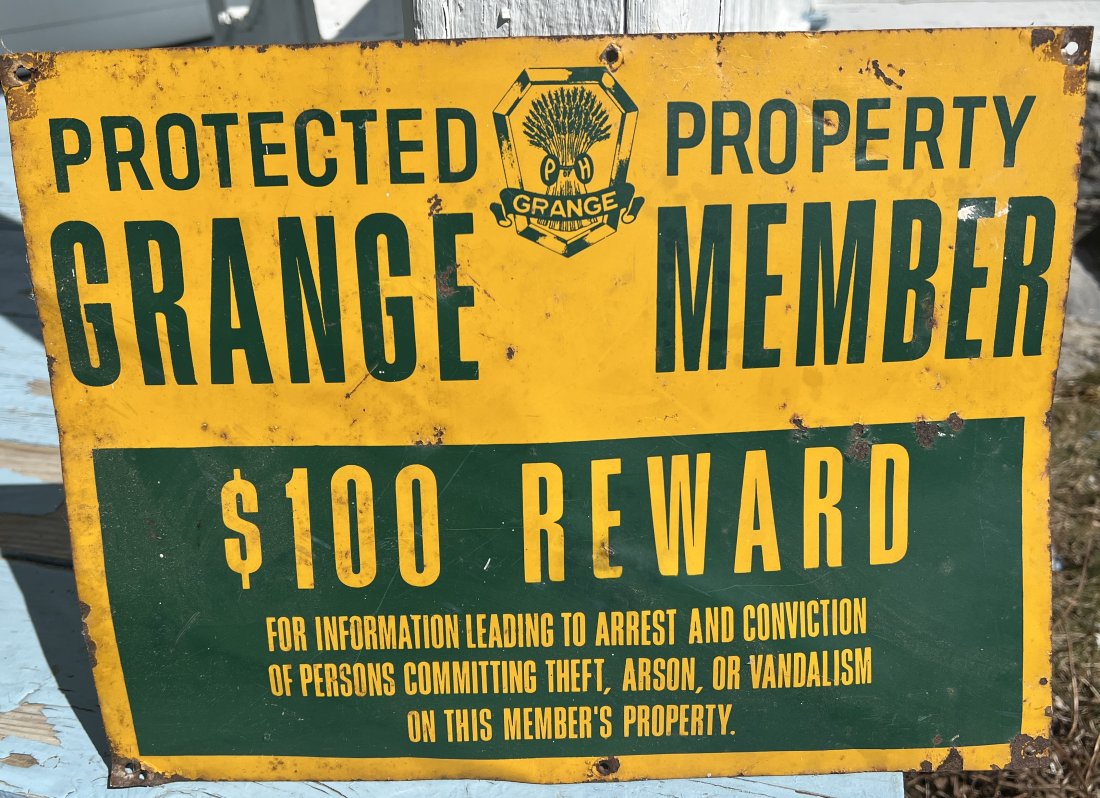 PROTECTED PROPERTY
P OF H
GRANGE
GRANGE MEMBER
$100 REWARD
FOR INFORMATION LEADING TO ARREST AND CONVICTION
OF PERSONS COMMITTING THEFT, ARSON, OR VANDALISM
ON THIS MEMBER'S PROPERTY.